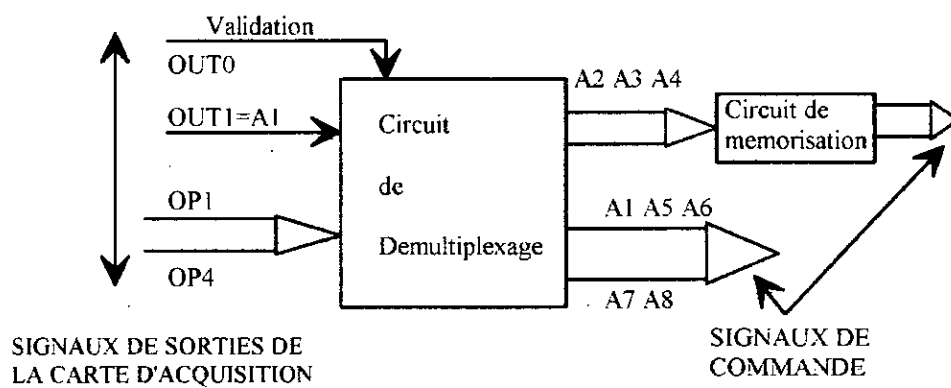 Validation
OUT0
OUT1=A1
OP1
OP4
Circuit
de
Demultiplexage
A2 A3 A4
Circuit de
memorisation
A1 A5 A6
A7 A8
SIGNAUX DE SORTIES DE
LA CARTE D'ACQUISITION
SIGNAUX DE
COMMANDE